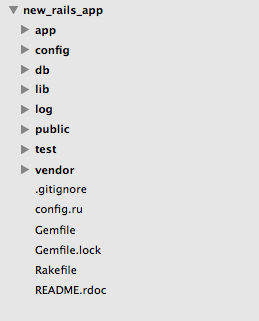 new_rails_app
app
config
db
lib
log
public
test
vendor
.gitignore
config.ru
Gemfile
Gemfile.lock
Rakefile
README.rdoc